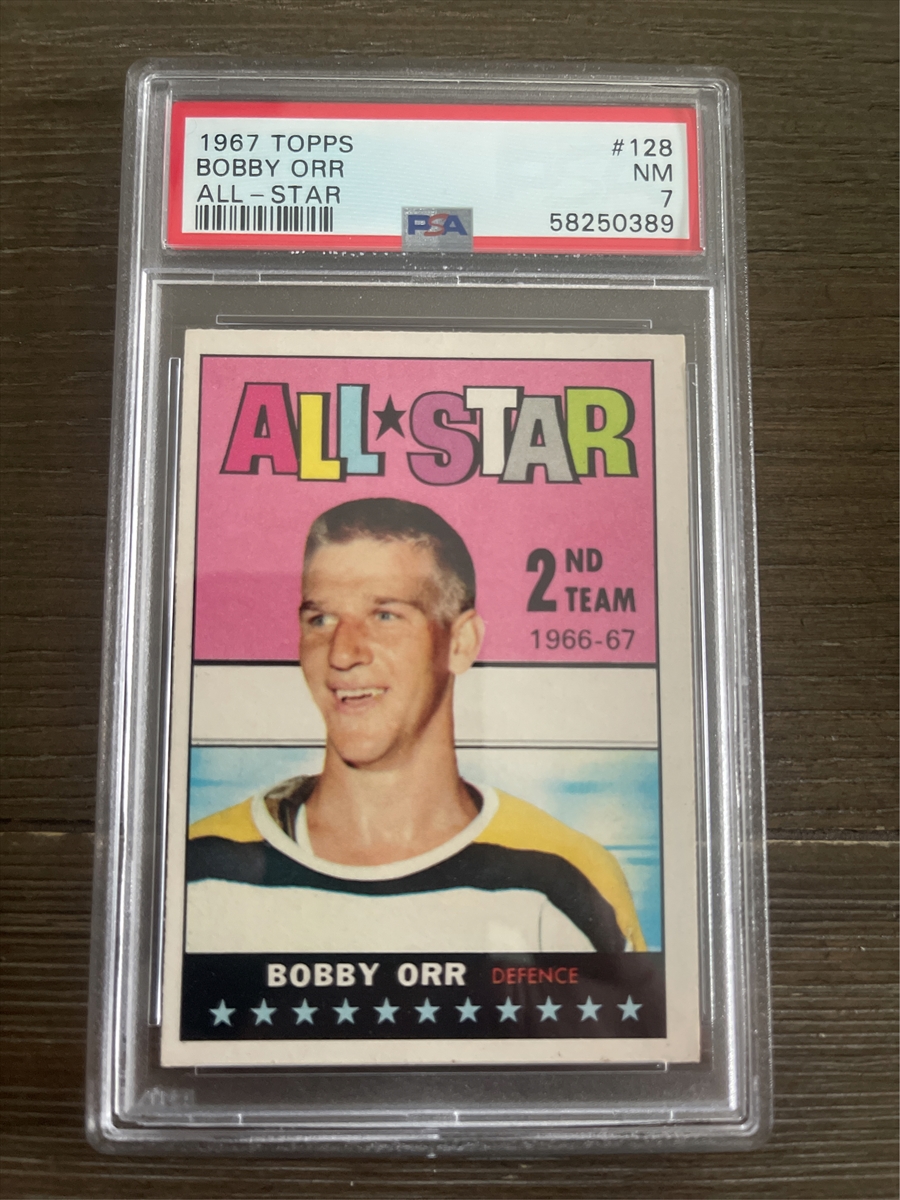 1967 TOPPS #128
BOBBY ORR NM
ALL-STAR 7
PSA 58250389
ALL★STAR
2ND TEAM
1966-67
BOBBY ORR DEFENCE